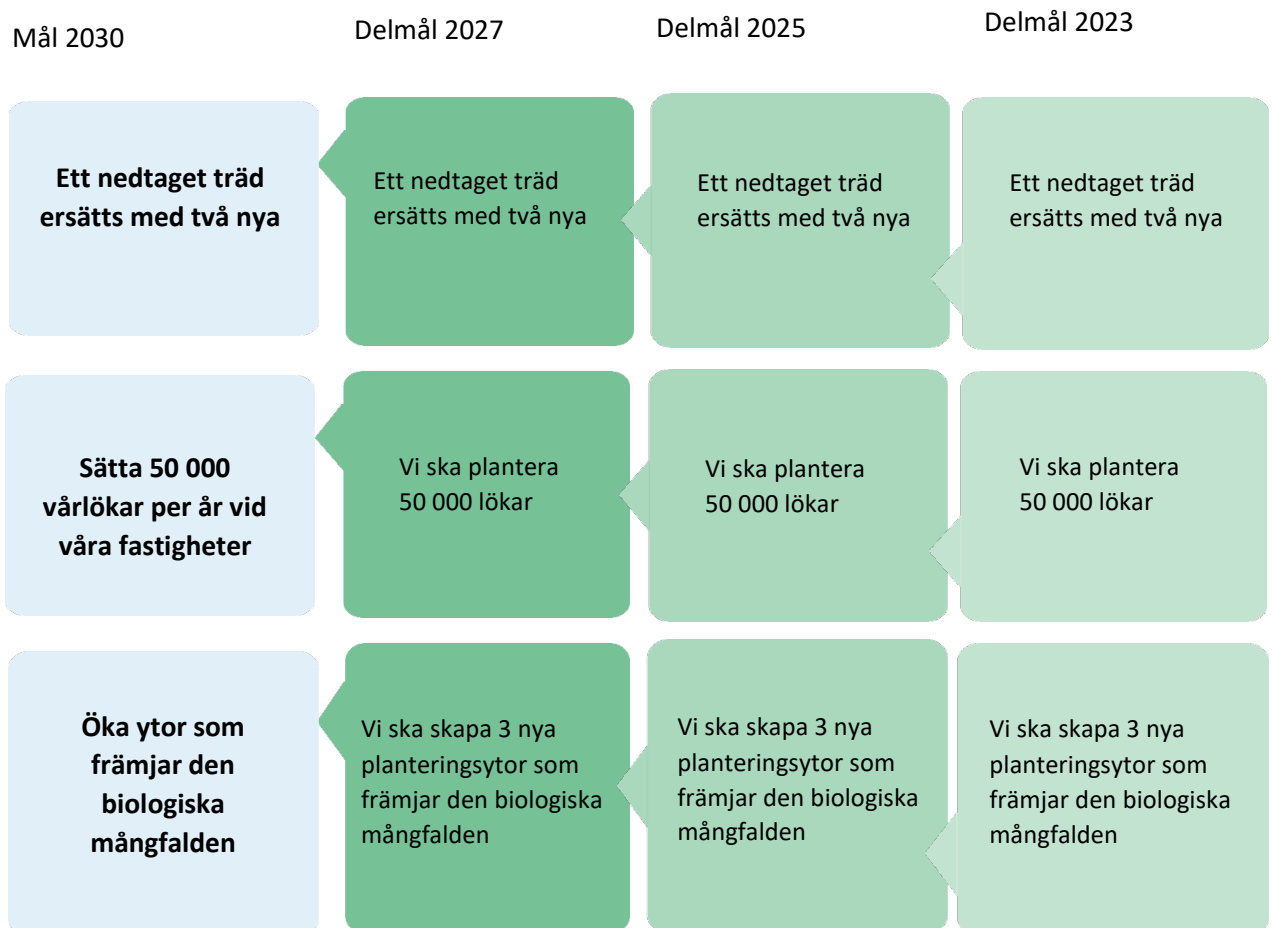 Mål 2030
Delmål 2027
Delmål 2025
Delmål 2023
Ett nedtaget träd
ersätts med två nya
Ett nedtaget träd
ersätts med två nya
Ett nedtaget träd
ersätts med två nya
Ett nedtaget träd
ersätts med två nya
Sätta 50 000
vårlökar per år vid
våra fastigheter
Vi ska plantera
50 000 lökar
Vi ska plantera
50 000 lökar
Vi ska plantera
50 000 lökar
Öka ytor som
främjar den
biologiska
mångfalden
Vi ska skapa 3 nya
planteringsytor som
främjar den biologiska
mångfalden
Vi ska skapa 3 nya
planteringsytor som
främjar den biologiska
mångfalden
Vi ska skapa 3 nya
planteringsytor som
främjar den biologiska
mångfalden